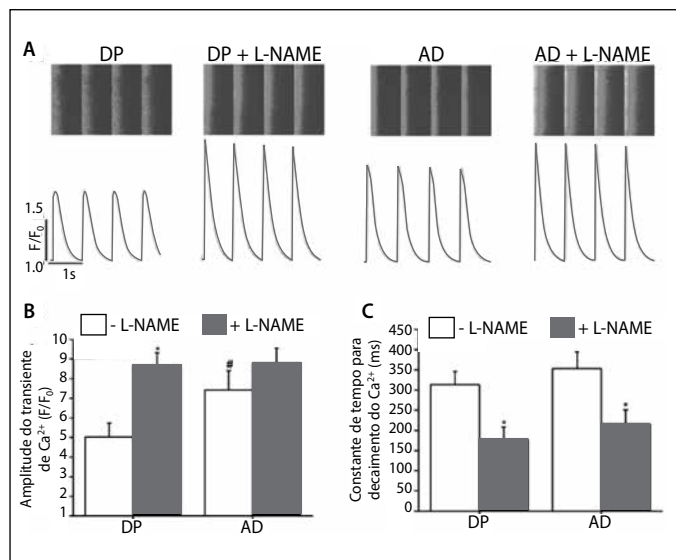 A
DP
DP + L-NAME
AD
AD + L-NAME
1.5
F/F₀
1.0
1s
B
- L-NAME
+ L-NAME
Amplitude do transiente
de Ca²⁺ (F/F₀)
10
9
8
7
6
5
4
3
2
1
*
#
DP
AD
C
- L-NAME
+ L-NAME
Constante de tempo para
decaimento do Ca²⁺ (ms)
450
400
350
300
250
200
150
100
50
0
*
*
DP
AD